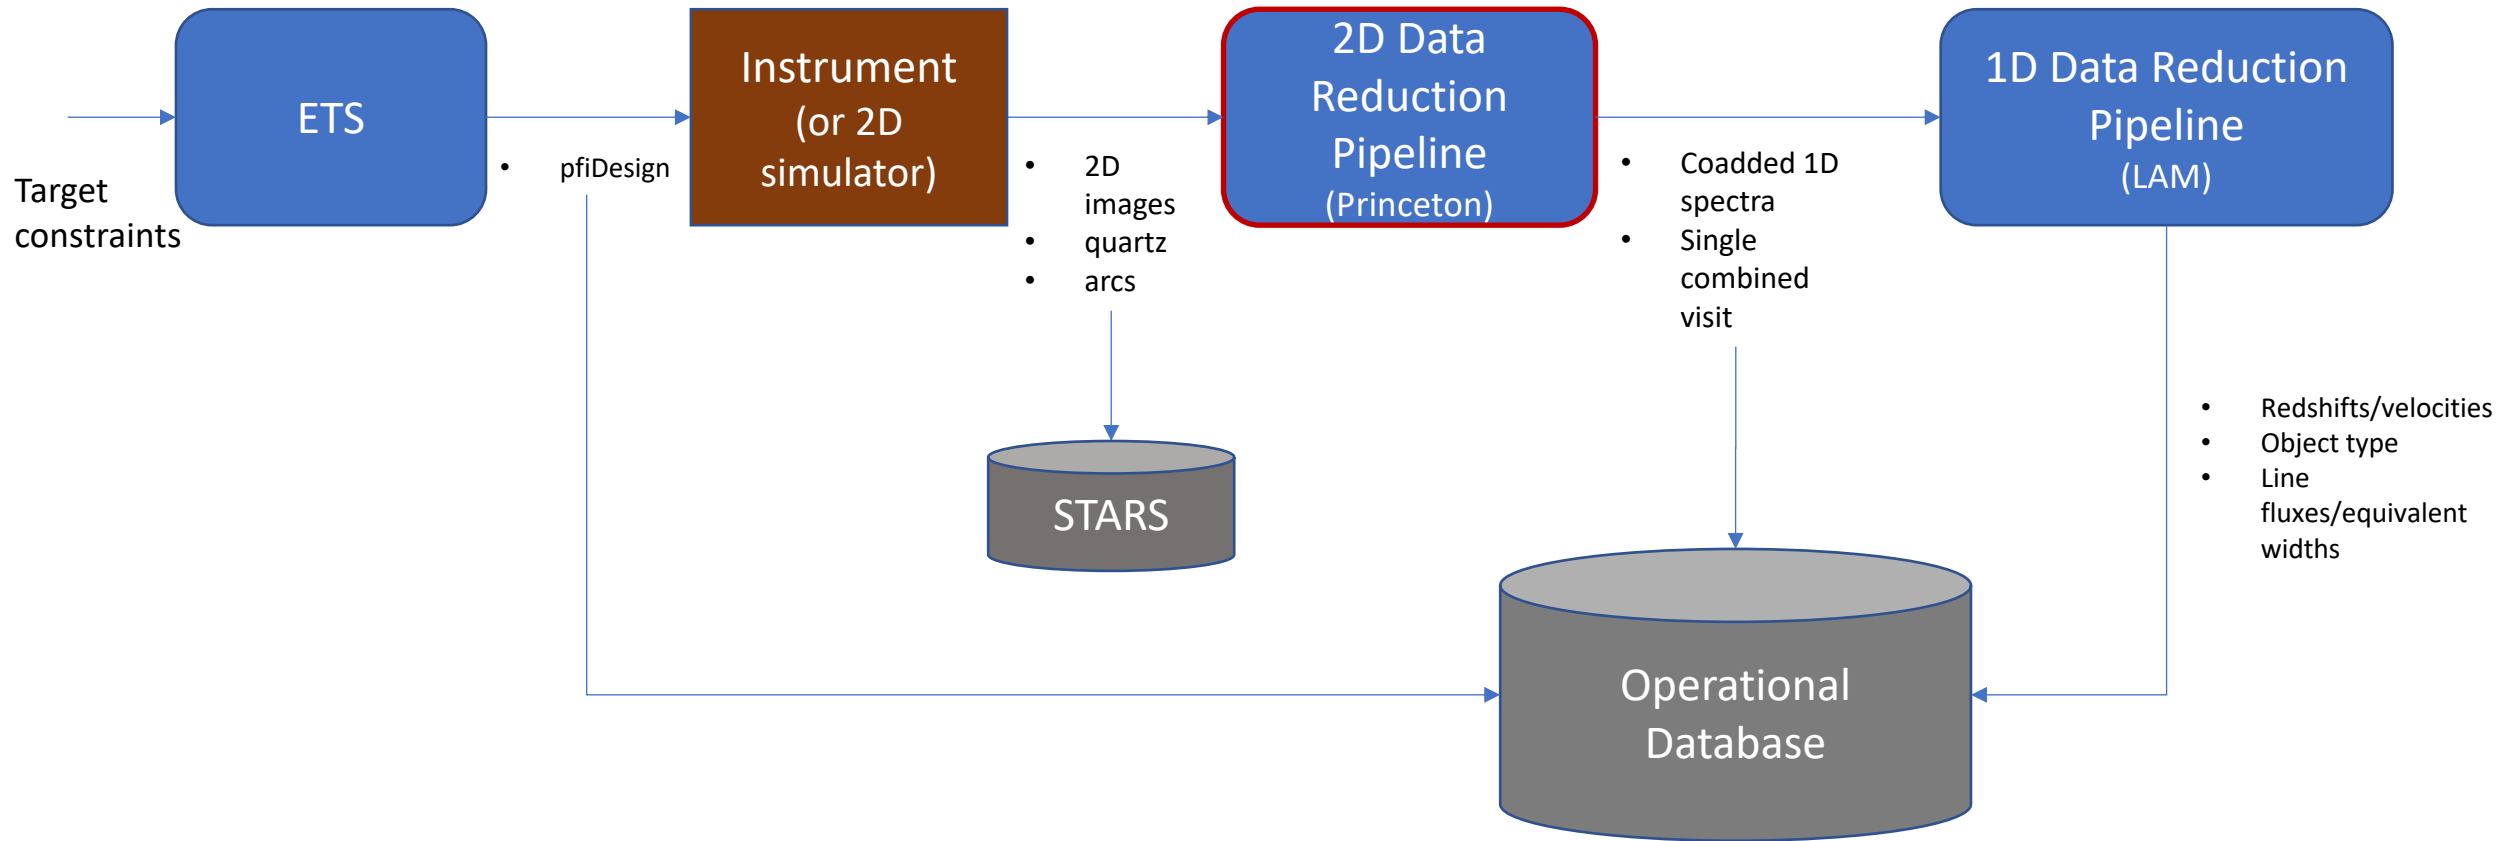 Target
constraints
ETS
• pfiDesign
Instrument
(or 2D
simulator)
• 2D
images
• quartz
• arcs
STARS
2D Data
Reduction
Pipeline
(Princeton)
• Coadded 1D
spectra
• Single
combined
visit
1D Data Reduction
Pipeline
(LAM)
• Redshifts/velocities
• Object type
• Line
fluxes/equivalent
widths
Operational
Database